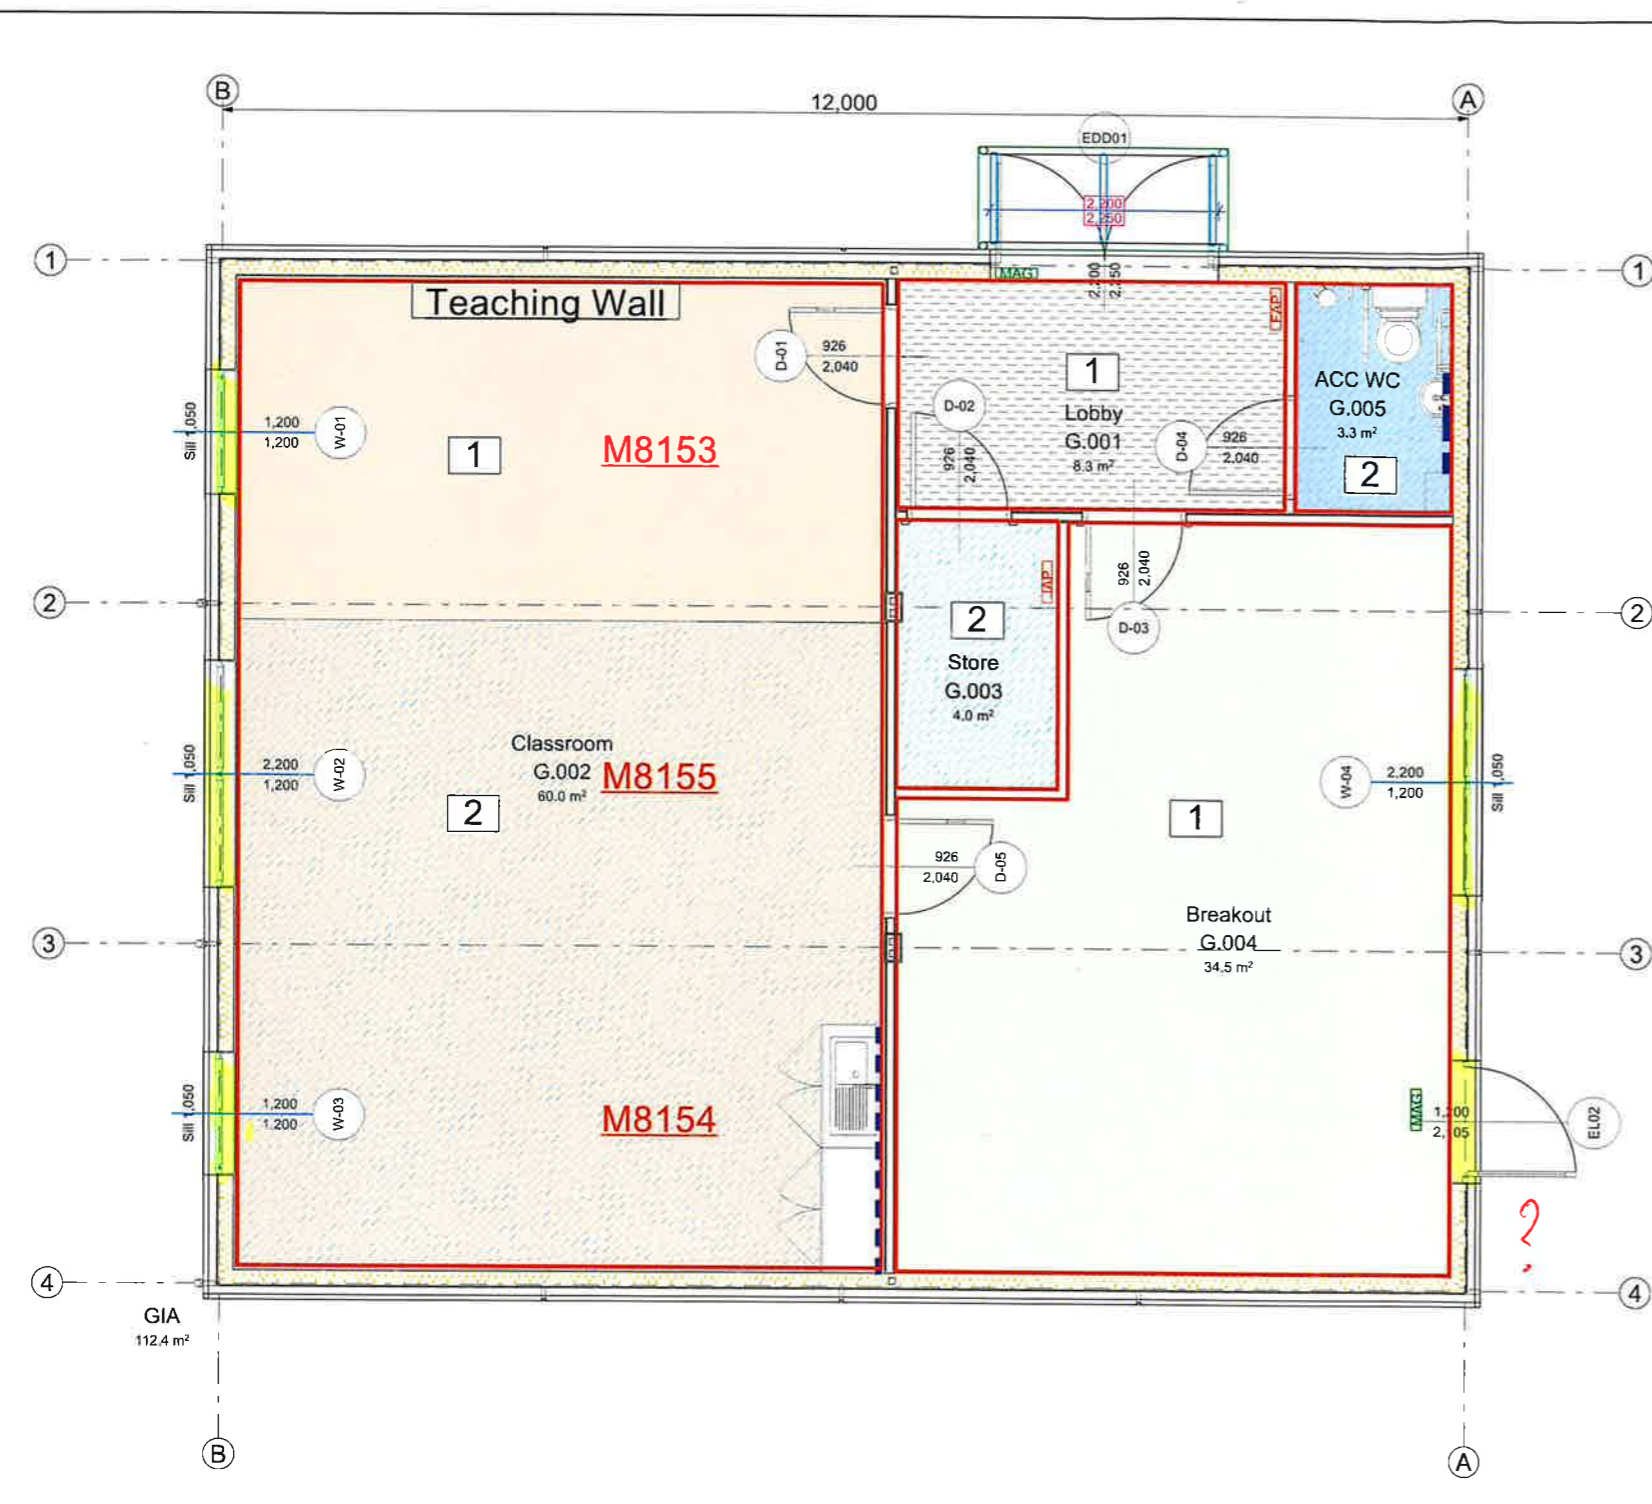 B
12,000
A
EDD01
2,200
2,250
1
1
MAG
2,200
2,250
Teaching Wall
FAP
D-01
926
2,040
1
Lobby
G.001
8.3 m²
ACC WC
G.005
3.3 m²
2
D-02
926
2,040
D-04
926
2,040
Sill 1,050
1,200
1,200
W-01
1
M8153
2
2
2
Store
G.003
4.0 m²
926
2,040
D-03
Sill 1,050
2,200
1,200
W-02
Classroom
G.002
60.0 m²
M8155
2
W-04
2,200
1,200
Sill 1,050
1
926
2,040
D-05
Breakout
G.004
34.5 m²
3
3
Sill 1,050
1,200
1,200
W-03
M8154
MAG
1,200
2,105
EL02
?
4
4
GIA
112.4 m²
B
A